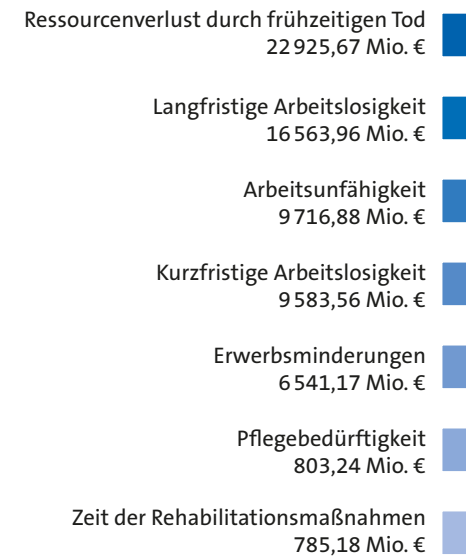 Ressourcenverlust durch frühzeitigen Tod
22 925,67 Mio. €
Langfristige Arbeitslosigkeit
16 563,96 Mio. €
Arbeitsunfähigkeit
9 716,88 Mio. €
Kurzfristige Arbeitslosigkeit
9 583,56 Mio. €
Erwerbsminderungen
6 541,17 Mio. €
Pflegebedürftigkeit
803,24 Mio. €
Zeit der Rehabilitationsmaßnahmen
785,18 Mio. €